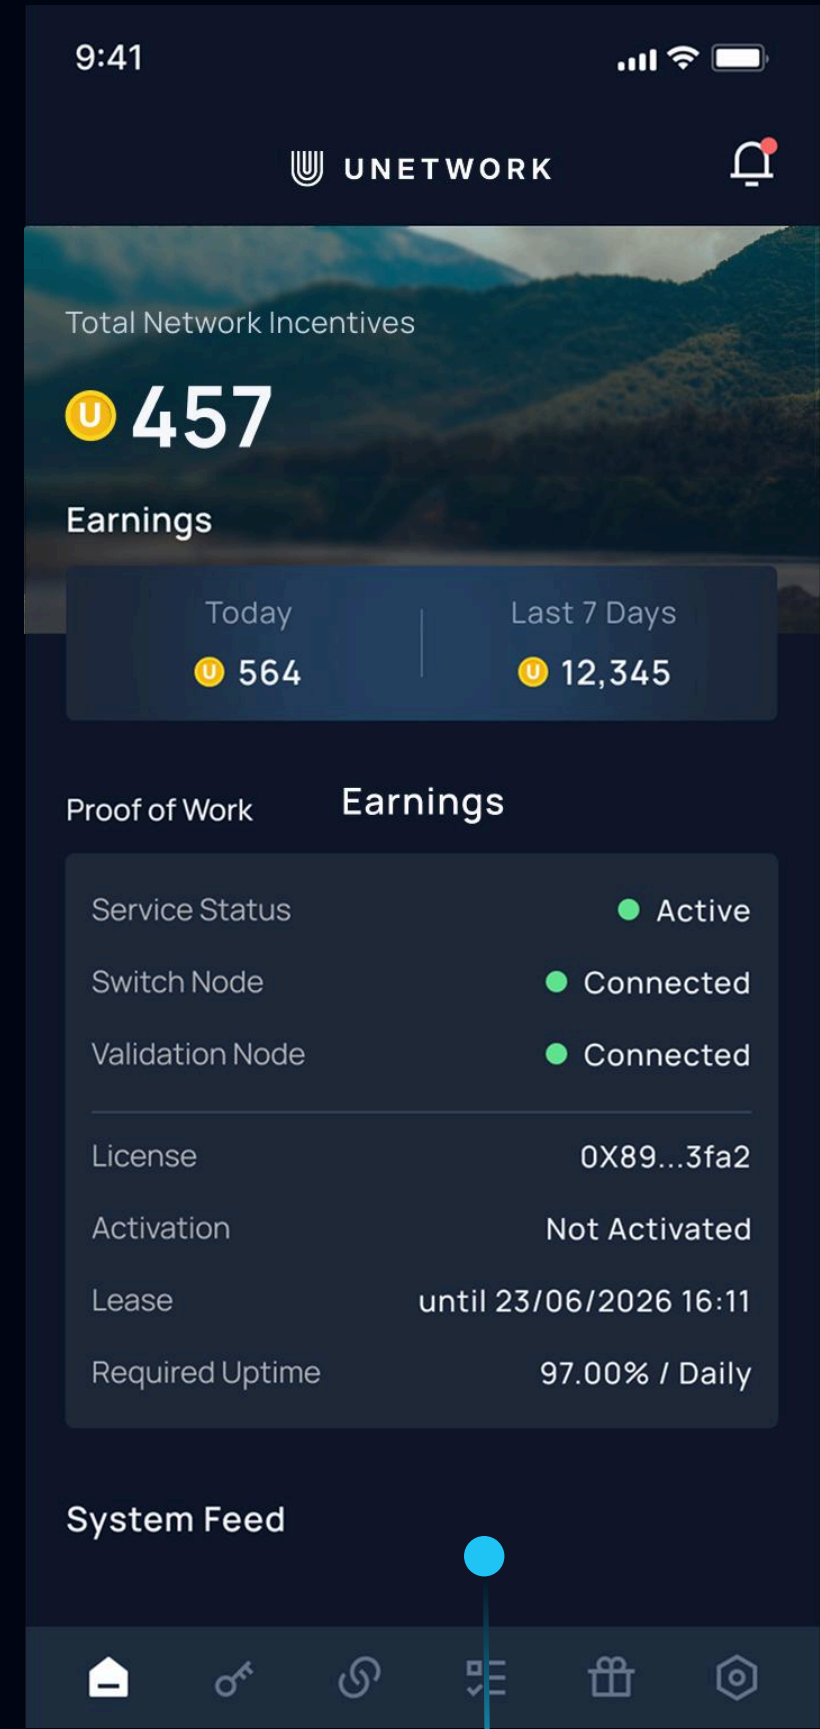 9:41
UNETWORK
Total Network Incentives
U 457
Earnings
Today Last 7 Days
U 564 U 12,345
Proof of Work Earnings
Service Status Active
Switch Node Connected
Validation Node Connected
License 0X89...3fa2
Activation Not Activated
Lease until 23/06/2026 16:11
Required Uptime 97.00% / Daily
System Feed